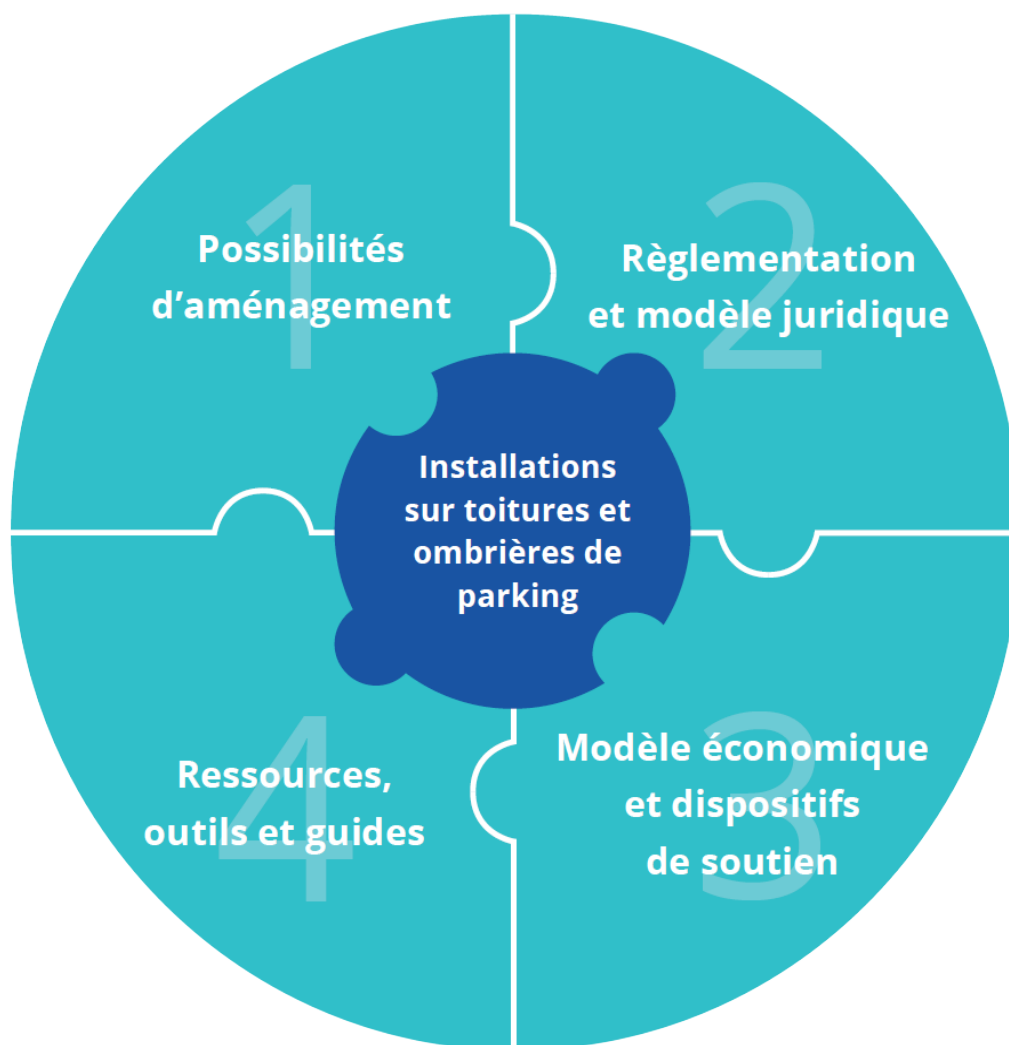 1
Possibilités
d’aménagement
2
Règlementation
et modèle juridique
Installations
sur toitures et
ombrières de
parking
3
Modèle économique
et dispositifs
de soutien
4
Ressources,
outils et guides